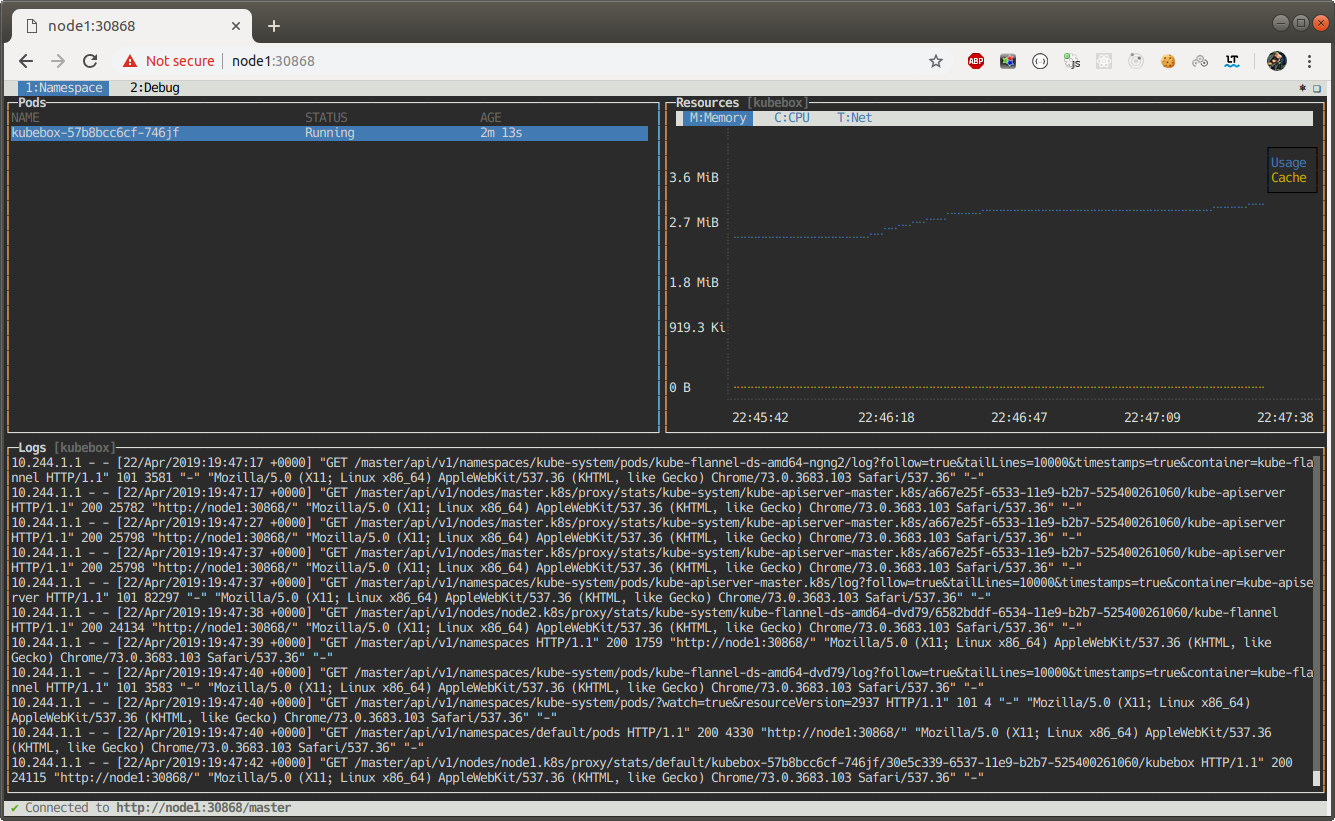 node1:30868
Not secure
node1:30868
ABP
js
LT
1:Namespace 2:Debug
Pods
NAME STATUS AGE
kubebox-57b8bcc6cf-746jf Running 2m 13s
Resources [kubebox]
M:Memory C:CPU T:Net
Usage
Cache
3.6 MiB
2.7 MiB
1.8 MiB
919.3 Ki
0 B
22:45:42 22:46:18 22:46:47 22:47:09 22:47:38
Logs [kubebox]
10.244.1.1 - - [22/Apr/2019:19:47:17 +0000] "GET /master/api/v1/namespaces/kube-system/pods/kube-flannel-ds-amd64-ngng2/log?follow=true&tailLines=10000&timestamps=true&container=kube-fla
nnel HTTP/1.1" 101 3581 "-" "Mozilla/5.0 (X11; Linux x86_64) AppleWebKit/537.36 (KHTML, like Gecko) Chrome/73.0.3683.103 Safari/537.36" "-"
10.244.1.1 - - [22/Apr/2019:19:47:17 +0000] "GET /master/api/v1/nodes/master.k8s/proxy/stats/kube-system/kube-apiserver-master.k8s/a667e25f-6533-11e9-b2b7-525400261060/kube-apiserver
HTTP/1.1" 200 25782 "http://node1:30868/" "Mozilla/5.0 (X11; Linux x86_64) AppleWebKit/537.36 (KHTML, like Gecko) Chrome/73.0.3683.103 Safari/537.36" "-"
10.244.1.1 - - [22/Apr/2019:19:47:27 +0000] "GET /master/api/v1/nodes/master.k8s/proxy/stats/kube-system/kube-apiserver-master.k8s/a667e25f-6533-11e9-b2b7-525400261060/kube-apiserver
HTTP/1.1" 200 25798 "http://node1:30868/" "Mozilla/5.0 (X11; Linux x86_64) AppleWebKit/537.36 (KHTML, like Gecko) Chrome/73.0.3683.103 Safari/537.36" "-"
10.244.1.1 - - [22/Apr/2019:19:47:37 +0000] "GET /master/api/v1/nodes/master.k8s/proxy/stats/kube-system/kube-apiserver-master.k8s/a667e25f-6533-11e9-b2b7-525400261060/kube-apiserver
HTTP/1.1" 200 25798 "http://node1:30868/" "Mozilla/5.0 (X11; Linux x86_64) AppleWebKit/537.36 (KHTML, like Gecko) Chrome/73.0.3683.103 Safari/537.36" "-"
10.244.1.1 - - [22/Apr/2019:19:47:37 +0000] "GET /master/api/v1/namespaces/kube-system/pods/kube-apiserver-master.k8s/log?follow=true&tailLines=10000&timestamps=true&container=kube-apise
rver HTTP/1.1" 101 82297 "-" "Mozilla/5.0 (X11; Linux x86_64) AppleWebKit/537.36 (KHTML, like Gecko) Chrome/73.0.3683.103 Safari/537.36" "-"
10.244.1.1 - - [22/Apr/2019:19:47:38 +0000] "GET /master/api/v1/nodes/node2.k8s/proxy/stats/kube-system/kube-flannel-ds-amd64-dvd79/6582bddf-6534-11e9-b2b7-525400261060/kube-flannel
HTTP/1.1" 200 24134 "http://node1:30868/" "Mozilla/5.0 (X11; Linux x86_64) AppleWebKit/537.36 (KHTML, like Gecko) Chrome/73.0.3683.103 Safari/537.36" "-"
10.244.1.1 - - [22/Apr/2019:19:47:39 +0000] "GET /master/api/v1/namespaces HTTP/1.1" 200 1759 "http://node1:30868/" "Mozilla/5.0 (X11; Linux x86_64) AppleWebKit/537.36 (KHTML, like
Gecko) Chrome/73.0.3683.103 Safari/537.36" "-"
10.244.1.1 - - [22/Apr/2019:19:47:40 +0000] "GET /master/api/v1/namespaces/kube-system/pods/kube-flannel-ds-amd64-dvd79/log?follow=true&tailLines=10000&timestamps=true&container=kube-fla
nnel HTTP/1.1" 101 3583 "-" "Mozilla/5.0 (X11; Linux x86_64) AppleWebKit/537.36 (KHTML, like Gecko) Chrome/73.0.3683.103 Safari/537.36" "-"
10.244.1.1 - - [22/Apr/2019:19:47:40 +0000] "GET /master/api/v1/namespaces/kube-system/pods/?watch=true&resourceVersion=2937 HTTP/1.1" 101 4 "-" "Mozilla/5.0 (X11; Linux x86_64)
AppleWebKit/537.36 (KHTML, like Gecko) Chrome/73.0.3683.103 Safari/537.36" "-"
10.244.1.1 - - [22/Apr/2019:19:47:40 +0000] "GET /master/api/v1/namespaces/default/pods HTTP/1.1" 200 4330 "http://node1:30868/" "Mozilla/5.0 (X11; Linux x86_64) AppleWebKit/537.36
(KHTML, like Gecko) Chrome/73.0.3683.103 Safari/537.36" "-"
10.244.1.1 - - [22/Apr/2019:19:47:42 +0000] "GET /master/api/v1/nodes/node1.k8s/proxy/stats/default/kubebox-57b8bcc6cf-746jf/30e5c339-6537-11e9-b2b7-525400261060/kubebox HTTP/1.1" 200
24115 "http://node1:30868/" "Mozilla/5.0 (X11; Linux x86_64) AppleWebKit/537.36 (KHTML, like Gecko) Chrome/73.0.3683.103 Safari/537.36" "-"
✔ Connected to http://node1:30868/master